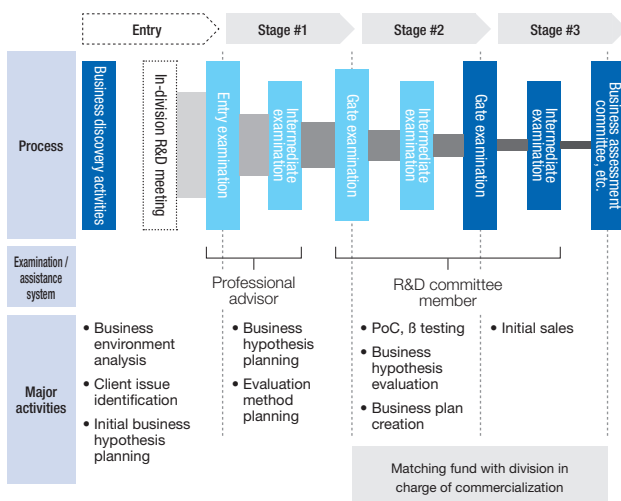 Entry
Stage #1
Stage #2
Stage #3
Process
Business discovery activities
In-division R&D meeting
Entry examination
Intermediate
examination
Gate examination
Intermediate
examination
Gate examination
Intermediate
examination
Business assessment
committee, etc.
Examination /
assistance
system
Professional
advisor
R&D committee
member
Major
activities
• Business
environment
analysis
• Client issue
identification
• Initial business
hypothesis
planning
• Business
hypothesis
planning
• Evaluation
method
planning
• PoC, ß testing
• Business
hypothesis
evaluation
• Business plan
creation
• Initial sales
Matching fund with division in
charge of commercialization